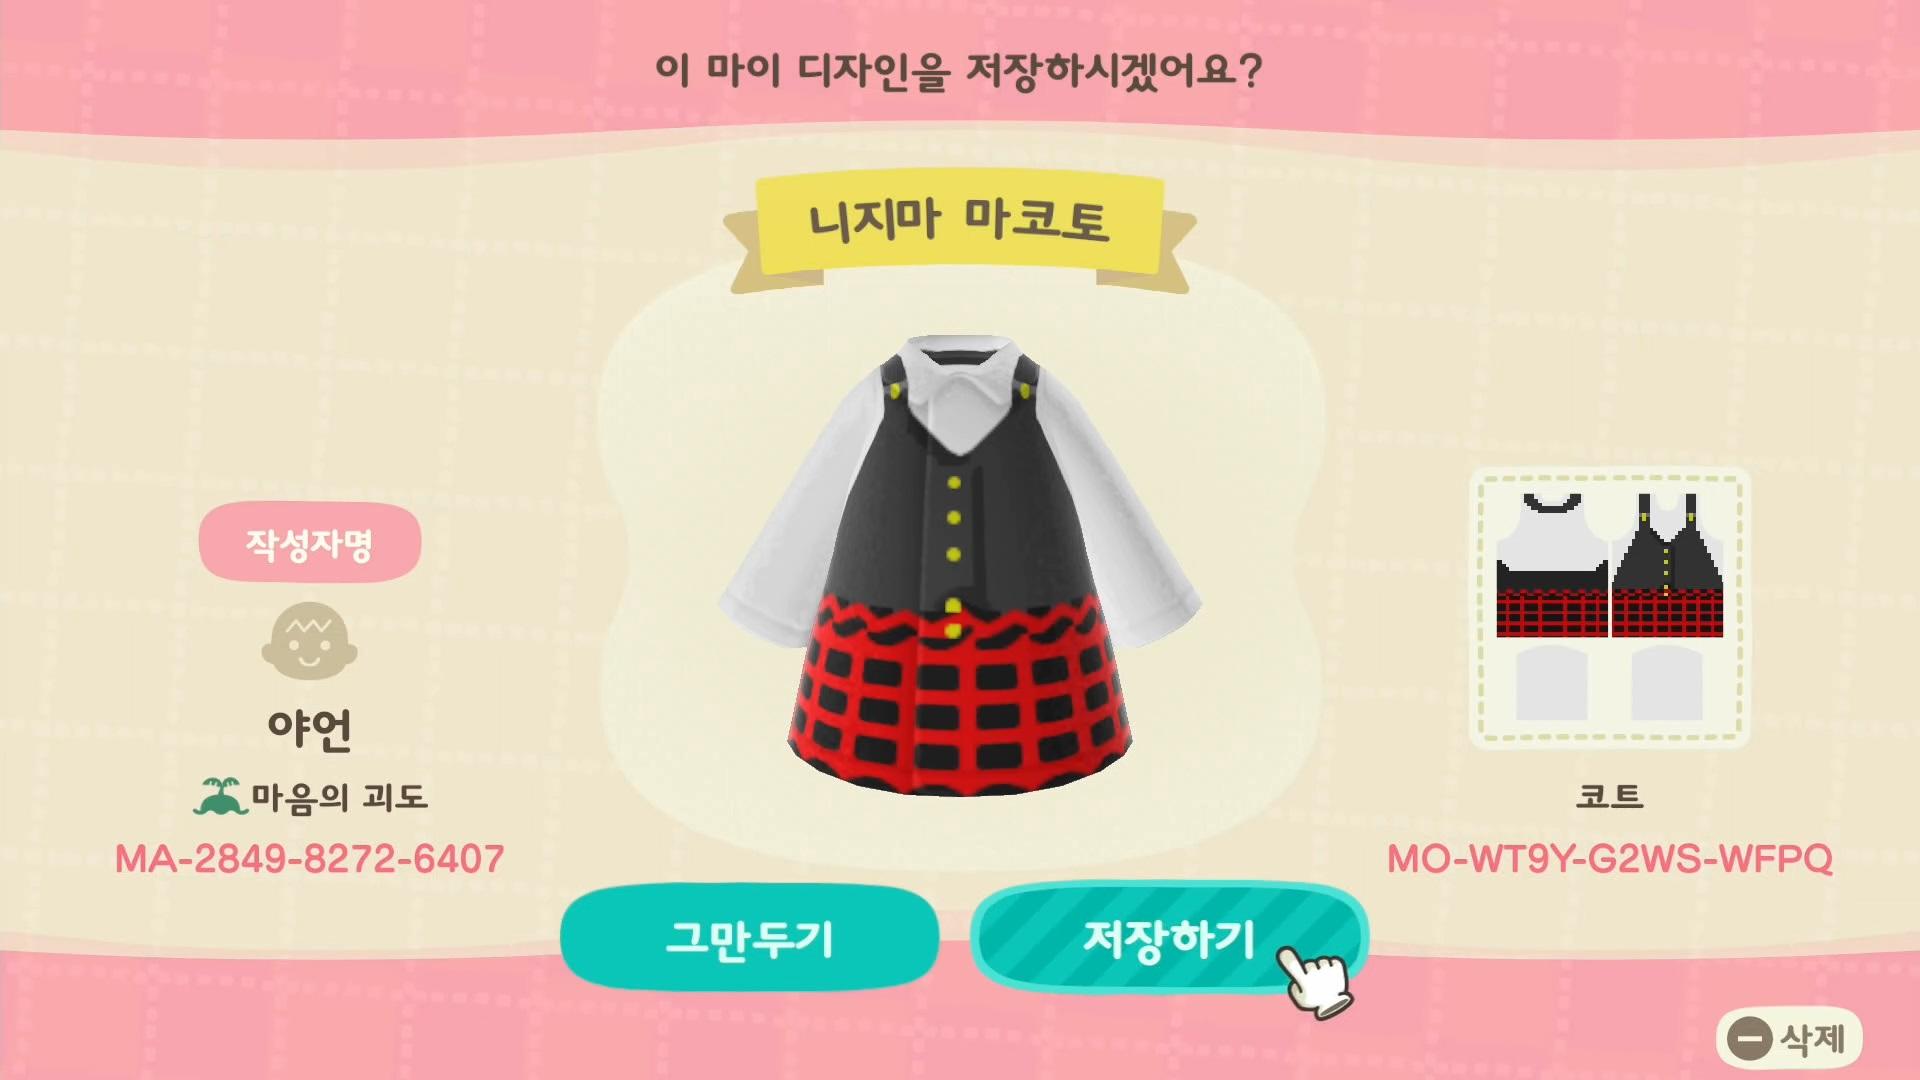 이 마이 디자인을 저장하시겠어요?
니지마 마코토
작성자명
야언
마음의 괴도
MA-2849-8272-6407
코트
MO-WT9Y-G2WS-WFPQ
그만두기
저장하기
삭제